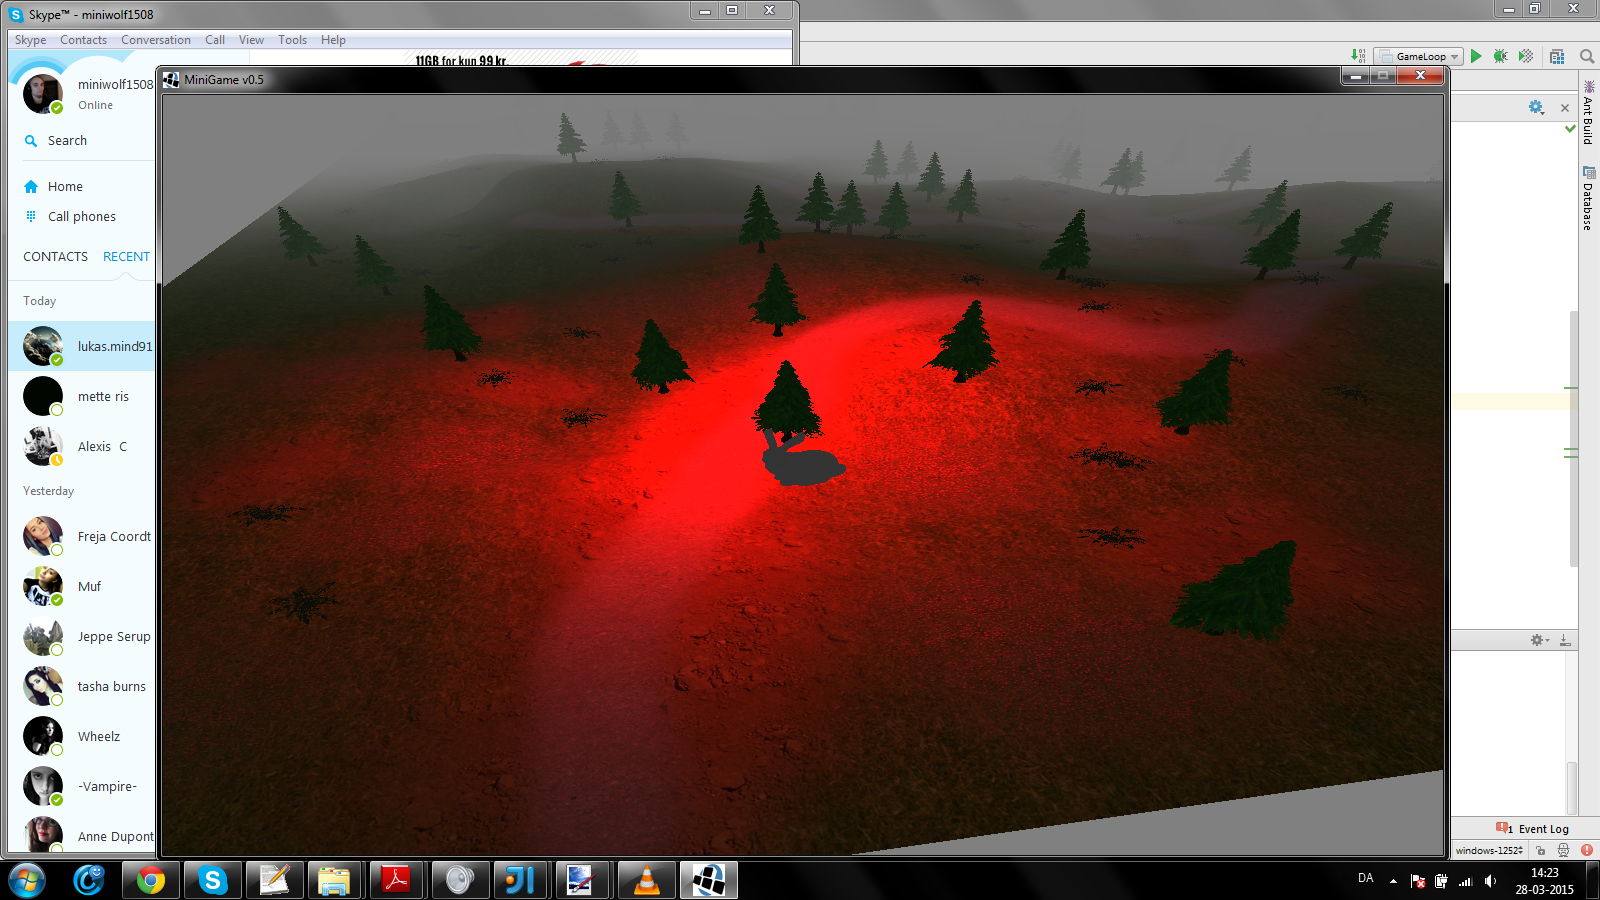 Skype™ - miniwolf1508
Skype Contacts Conversation Call View Tools Help
11GB for kun 99 kr.
miniwolf1508
Online
Search
Home
Call phones
CONTACTS RECENT
Today
lukas.mind91
mette ris
Alexis C
Yesterday
Freja Coordt
Muf
Jeppe Serup
tasha burns
Wheelz
-Vampire-
Anne Dupont
MiniGame v0.5
GameLoop
Ant Build
Database
1 Event Log
windows-1252
DA
14:23
28-03-2015